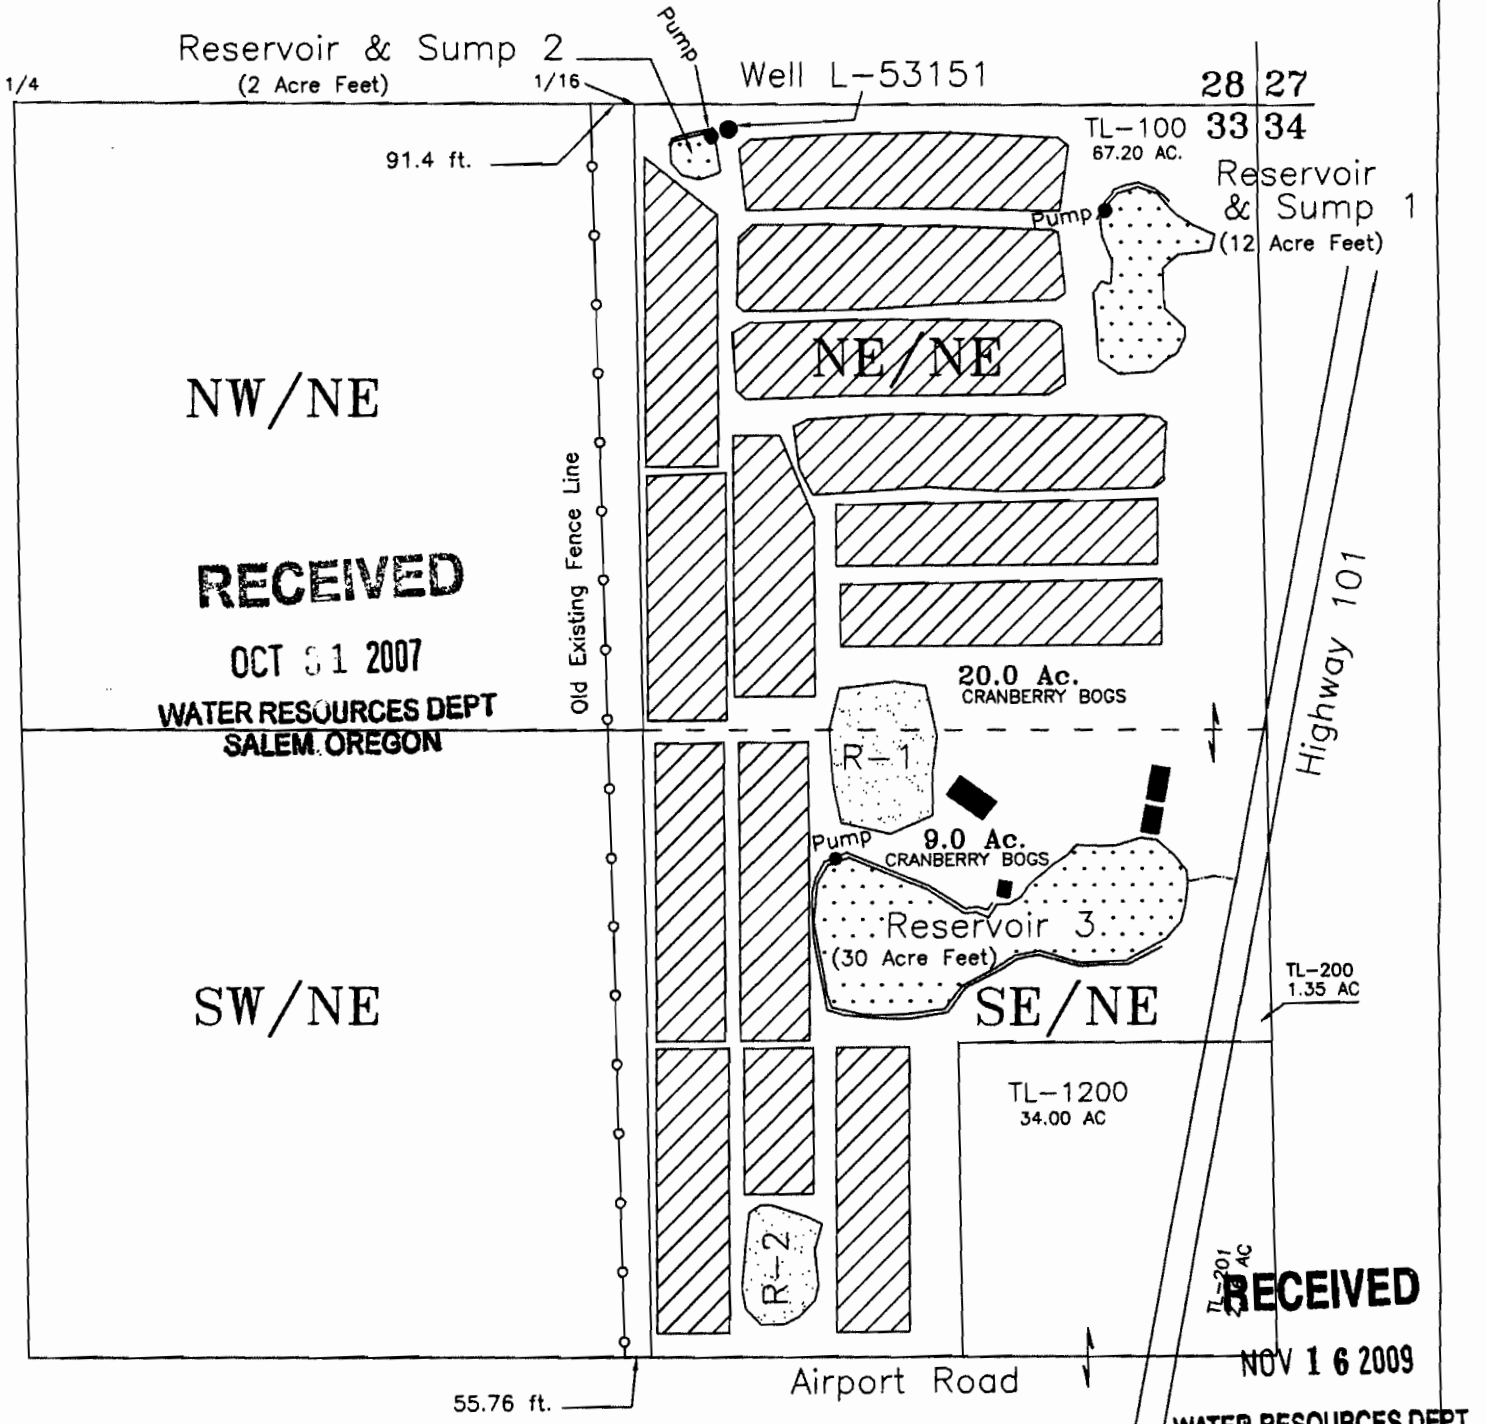 Pump
Reservoir & Sump 2
(2 Acre Feet)
1/4
1/16
Well L-53151
28 27
33 34
TL-100
67.20 AC.
91.4 ft.
Reservoir
& Sump 1
(12 Acre Feet)
Pump
NW/NE
NE/NE
Old Existing Fence Line
RECEIVED
OCT 31 2007
WATER RESOURCES DEPT
SALEM, OREGON
Highway 101
20.0 Ac.
CRANBERRY BOGS
R-1
Pump
9.0 Ac.
CRANBERRY BOGS
Reservoir 3
(30 Acre Feet)
SW/NE
SE/NE
TL-200
1.35 AC
TL-1200
34.00 AC
R-2
TL-201
AC
RECEIVED
NOV 16 2009
Airport Road
55.76 ft.
WATER RESOURCES DEPT